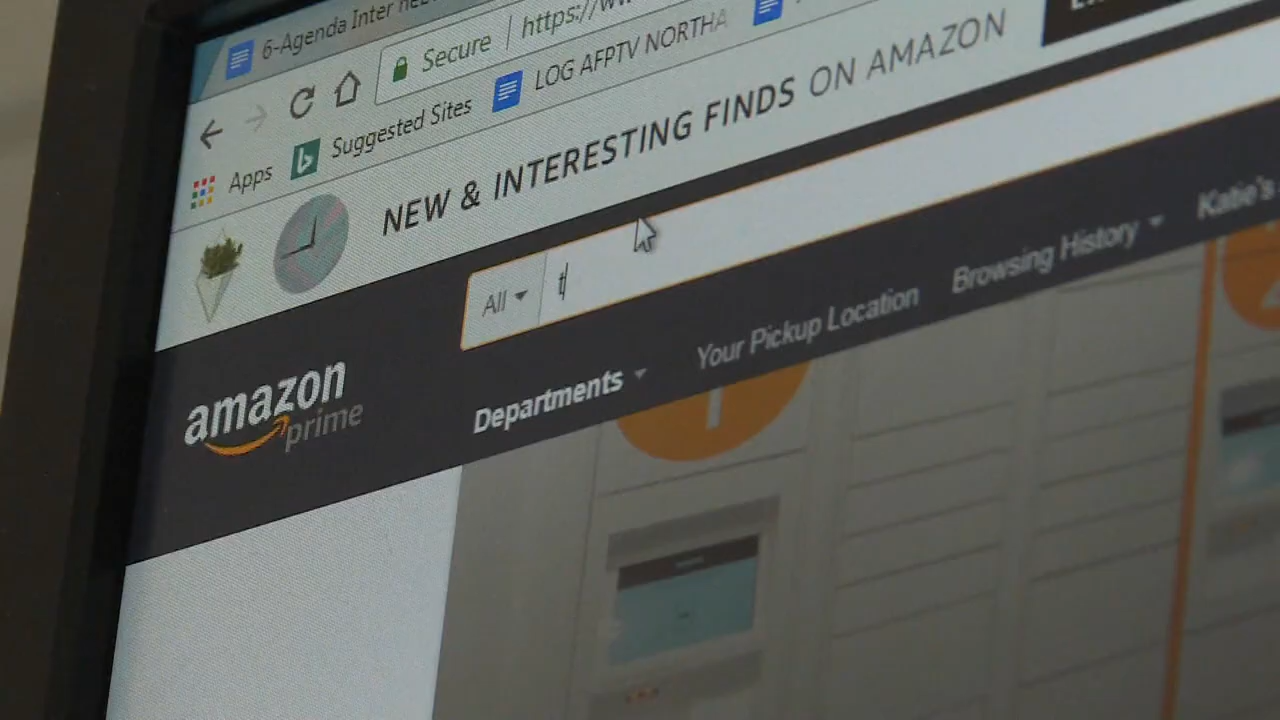 6-Agenda Inter
Secure
https://w
Apps
Suggested Sites
LOG AFPTV NORTHA
NEW & INTERESTING FINDS ON AMAZON
All
t
amazon prime
Departments
Your Pickup Location
Browsing History
Katie's
1